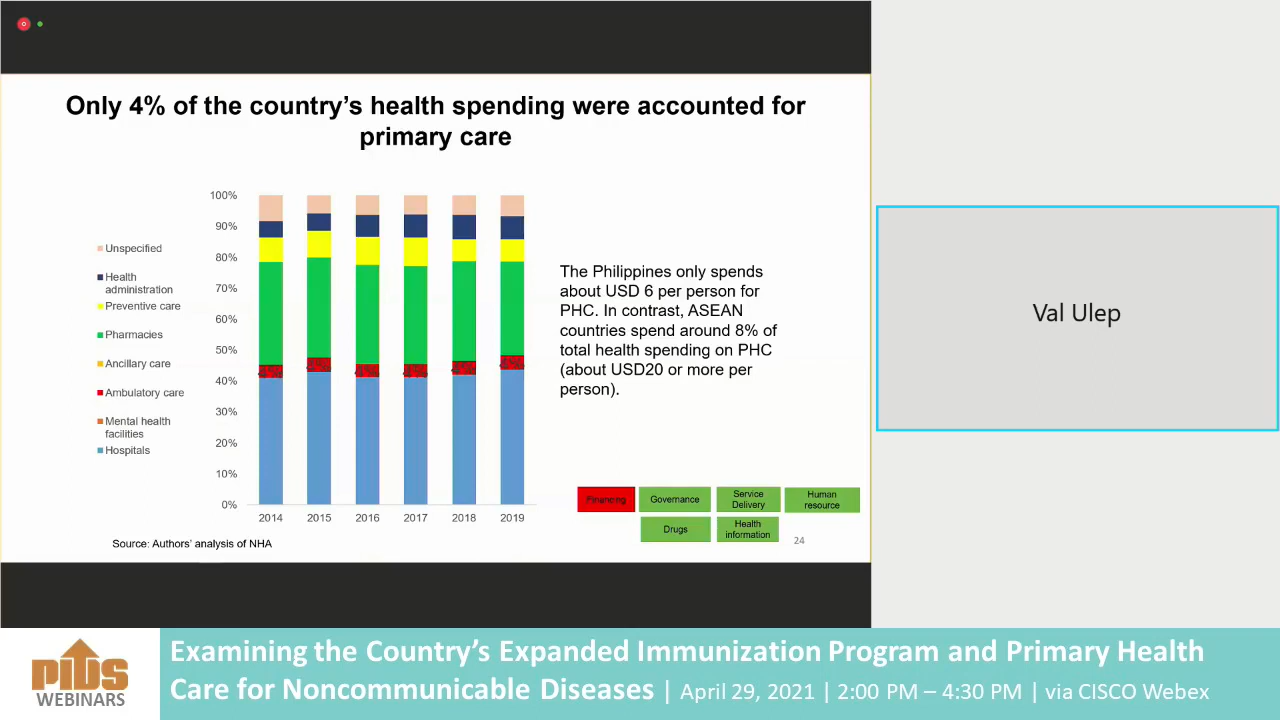 Only 4% of the country's health spending were accounted for
primary care
100%
90%
80%
70%
60%
50%
40%
30%
20%
10%
0%
Unspecified
Health
administration
Preventive care
Pharmacies
Ancillary care
Ambulatory care
Mental health
facilities
Hospitals
2014 2015 2016 2017 2018 2019
Source: Authors' analysis of NHA
The Philippines only spends
about USD 6 per person for
PHC. In contrast, ASEAN
countries spend around 8% of
total health spending on PHC
(about USD20 or more per
person).
Financing
Governance
Service
Delivery
Human
resource
Drugs
Health
information
24
Val Ulep
PIDS
WEBINARS
Examining the Country's Expanded Immunization Program and Primary Health
Care for Noncommunicable Diseases | April 29, 2021 | 2:00 PM – 4:30 PM | via CISCO Webex